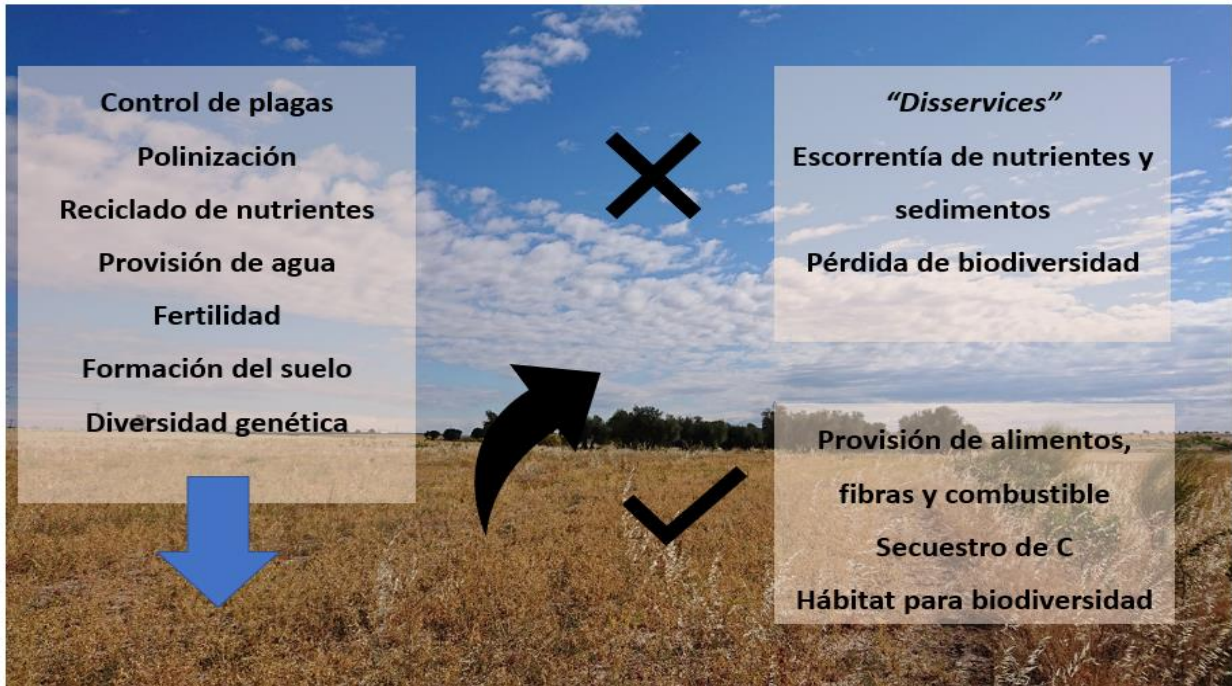 Control de plagas
Polinización
Reciclado de nutrientes
Provisión de agua
Fertilidad
Formación del suelo
Diversidad genética
“Disservices”
Escorrentía de nutrientes y
sedimentos
Pérdida de biodiversidad
Provisión de alimentos,
fibras y combustible
Secuestro de C
Hábitat para biodiversidad